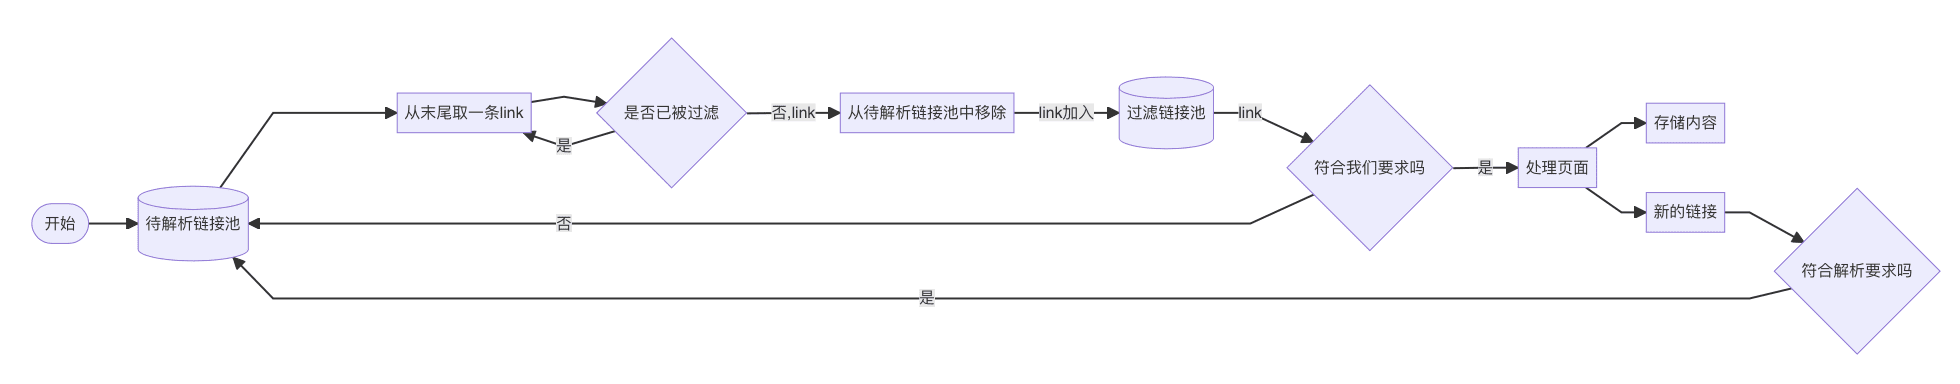 开始
待解析链接池
从末尾取一条link
是否已被过滤
是
否,link
从待解析链接池中移除
link加入
过滤链接池
link
符合我们要求吗
否
是
处理页面
存储内容
新的链接
符合解析要求吗
是